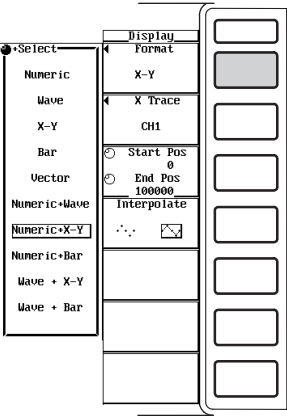 Display
+Select
Format
Numeric
X-Y
Wave
X Trace
X-Y
CH1
Bar
Start Pos
0
Vector
End Pos
100000
Numeric+Wave
Interpolate
Numeric+X-Y
Numeric+Bar
Wave + X-Y
Wave + Bar